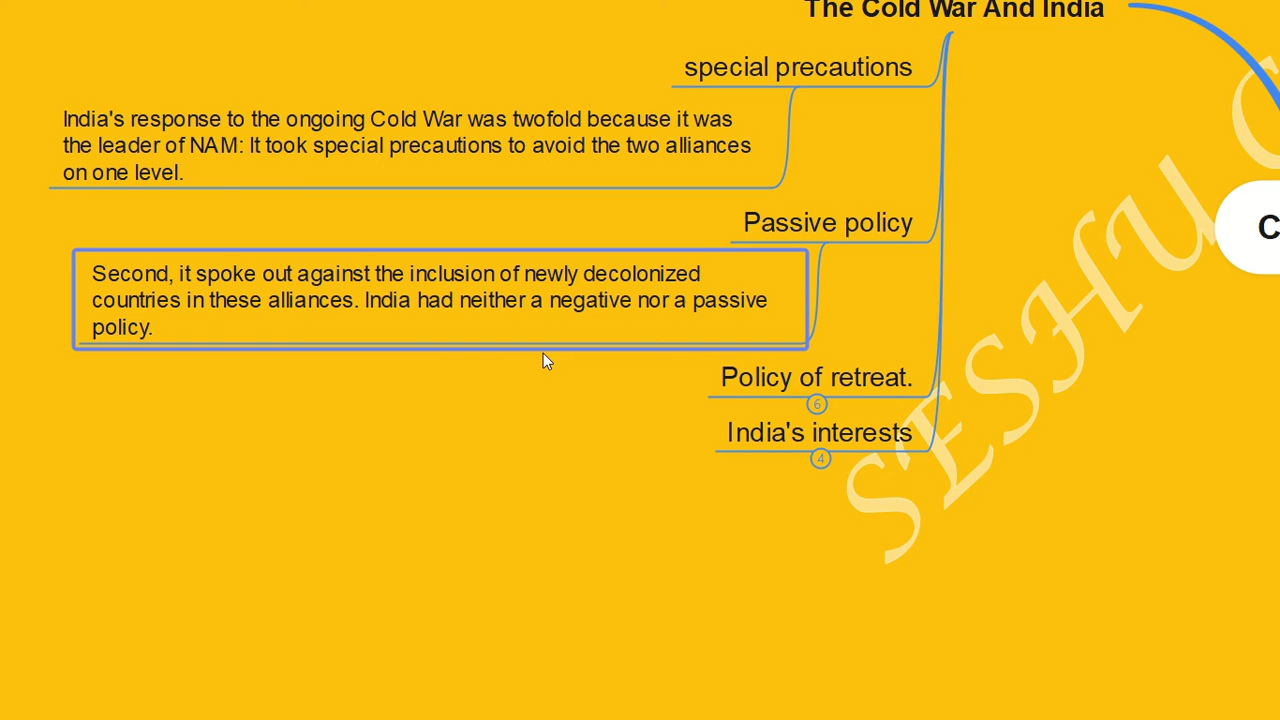 The Cold War And India
special precautions
India's response to the ongoing Cold War was twofold because it was
the leader of NAM: It took special precautions to avoid the two alliances
on one level.
Passive policy
Second, it spoke out against the inclusion of newly decolonized
countries in these alliances. India had neither a negative nor a passive
policy.
Policy of retreat.
6
India's interests
4
C
SESHU C